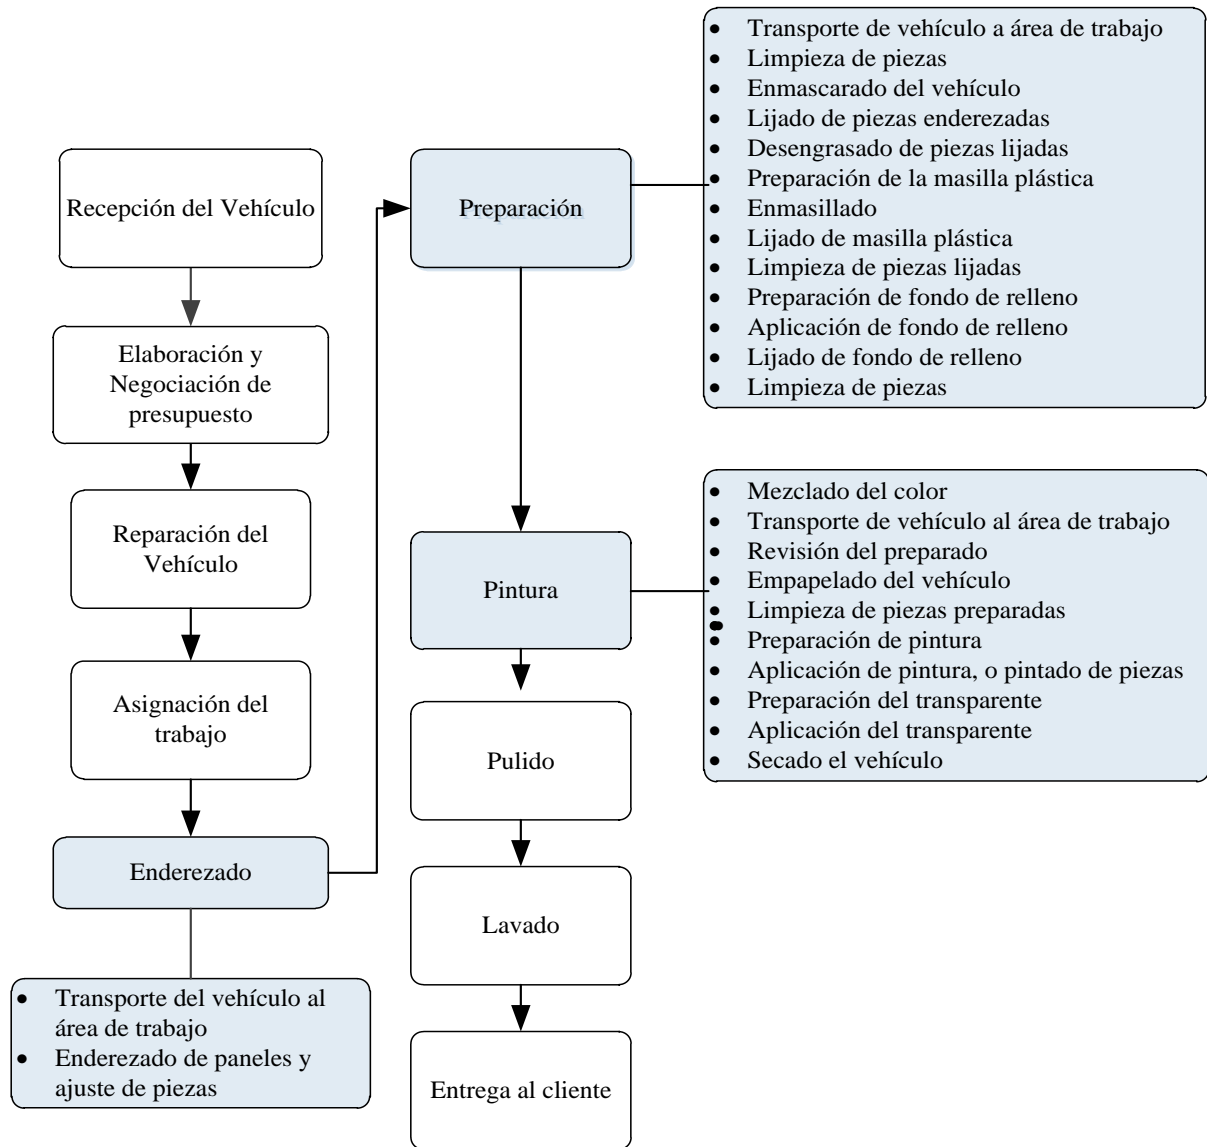 Recepción del Vehículo
Elaboración y
Negociación de
presupuesto
Reparación del
Vehículo
Asignación del
trabajo
Enderezado
• Transporte del vehículo al
área de trabajo
• Enderezado de paneles y
ajuste de piezas
Preparación
• Transporte de vehículo a área de trabajo
• Limpieza de piezas
• Enmascarado del vehículo
• Lijado de piezas enderezadas
• Desengrasado de piezas lijadas
• Preparación de la masilla plástica
• Enmasillado
• Lijado de masilla plástica
• Limpieza de piezas lijadas
• Preparación de fondo de relleno
• Aplicación de fondo de relleno
• Lijado de fondo de relleno
• Limpieza de piezas
Pintura
• Mezclado del color
• Transporte de vehículo al área de trabajo
• Revisión del preparado
• Empapelado del vehículo
• Limpieza de piezas preparadas
• Preparación de pintura
• Aplicación de pintura, o pintado de piezas
• Preparación del transparente
• Aplicación del transparente
• Secado el vehículo
Pulido
Lavado
Entrega al cliente